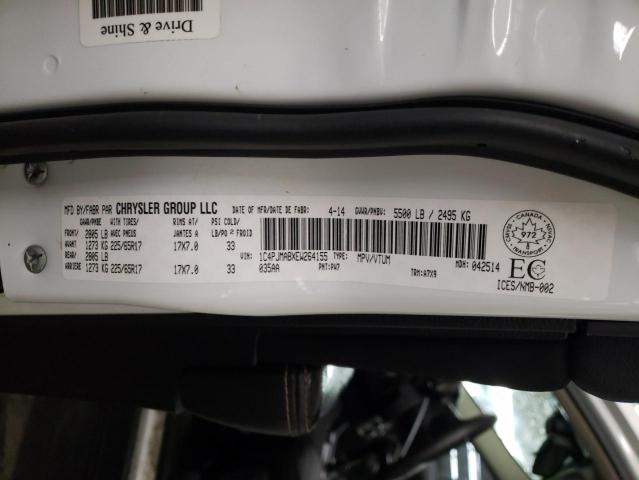 Drive & Shine
MFD BY/FABR PAR CHRYSLER GROUP LLC DATE OF MFR/DATE DE FABR: 4-14 GVWR/PNBV: 5500 LB / 2495 KG
GAWR/PNBE WITH TIRES/ RIMS AT/ PSI COLD/
FRONT/ 2805 LB AVEC PNEUS JANTES A LB/PO2 FROID
AVANT 1273 KG 225/65R17 17X7.0 33
REAR/ 2805 LB
ARRIERE 1273 KG 225/65R17 17X7.0 33
VIN: 1C4PJMABXEW264155 TYPE: MPV/VTUM MDH: 042514
035AA PNT: PW7 TRM: A7X9
CANADA
972
TRANSPORT
EC
ICES/NMB-002